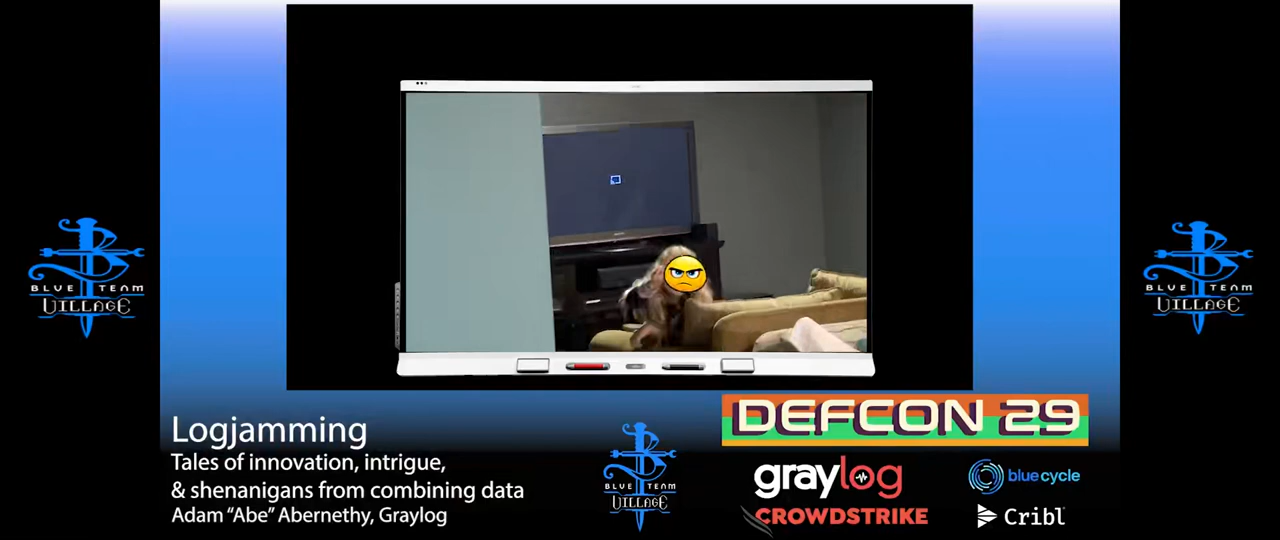 BLUE TEAM
VILLAGE
BLUE TEAM
VILLAGE
Logjamming
Tales of innovation, intrigue,
& shenanigans from combining data
Adam “Abe” Abernethy, Graylog
BLUE TEAM
VILLAGE
DEFCON 29
graylog
bluecycle
CROWDSTRIKE
Cribl